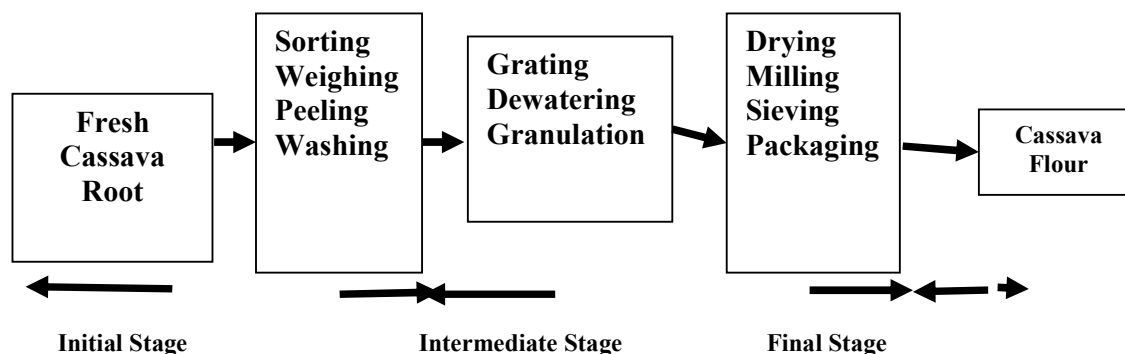 Fresh
Cassava
Root
Sorting
Weighing
Peeling
Washing
Grating
Dewatering
Granulation
Drying
Milling
Sieving
Packaging
Cassava
Flour
Initial Stage
Intermediate Stage
Final Stage